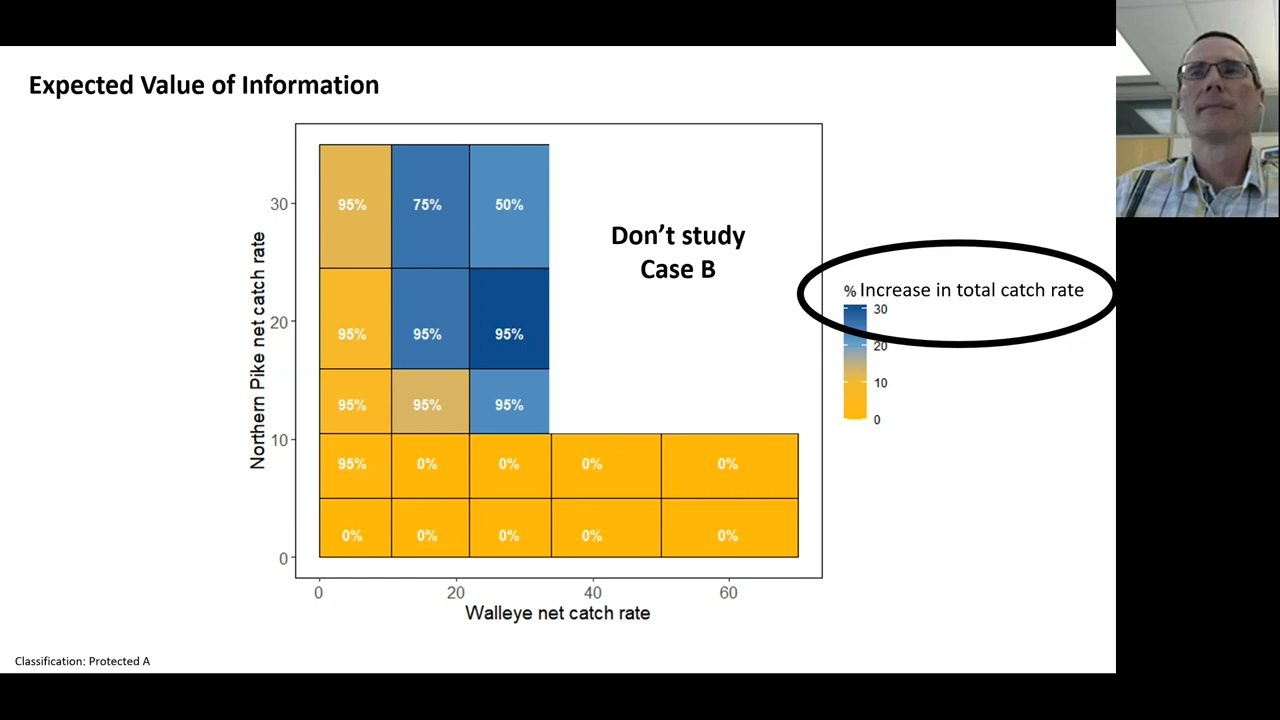 Expected Value of Information
Northern Pike net catch rate
30
20
10
0
95% 75% 50%
95% 95% 95%
95% 95% 95%
95% 0% 0% 0% 0%
0% 0% 0% 0% 0%
Don’t study
Case B
0 20 40 60
Walleye net catch rate
% Increase in total catch rate
30
20
10
0
Classification: Protected A